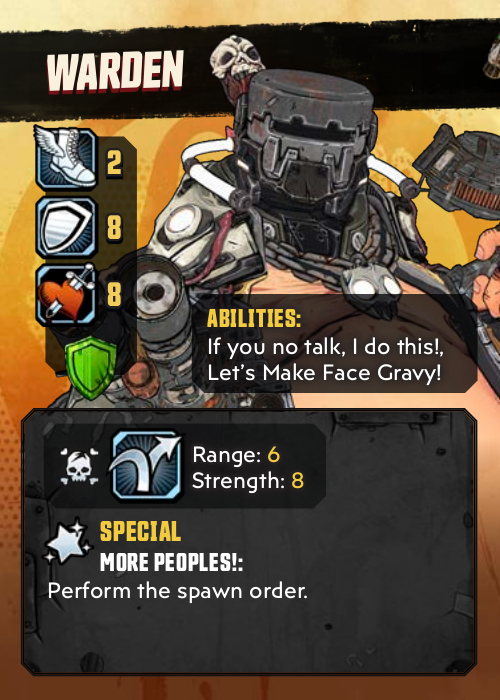 WARDEN
2
8
8
ABILITIES:
If you no talk, I do this!,
Let's Make Face Gravy!
Range: 6
Strength: 8
SPECIAL
MORE PEOPLES!:
Perform the spawn order.